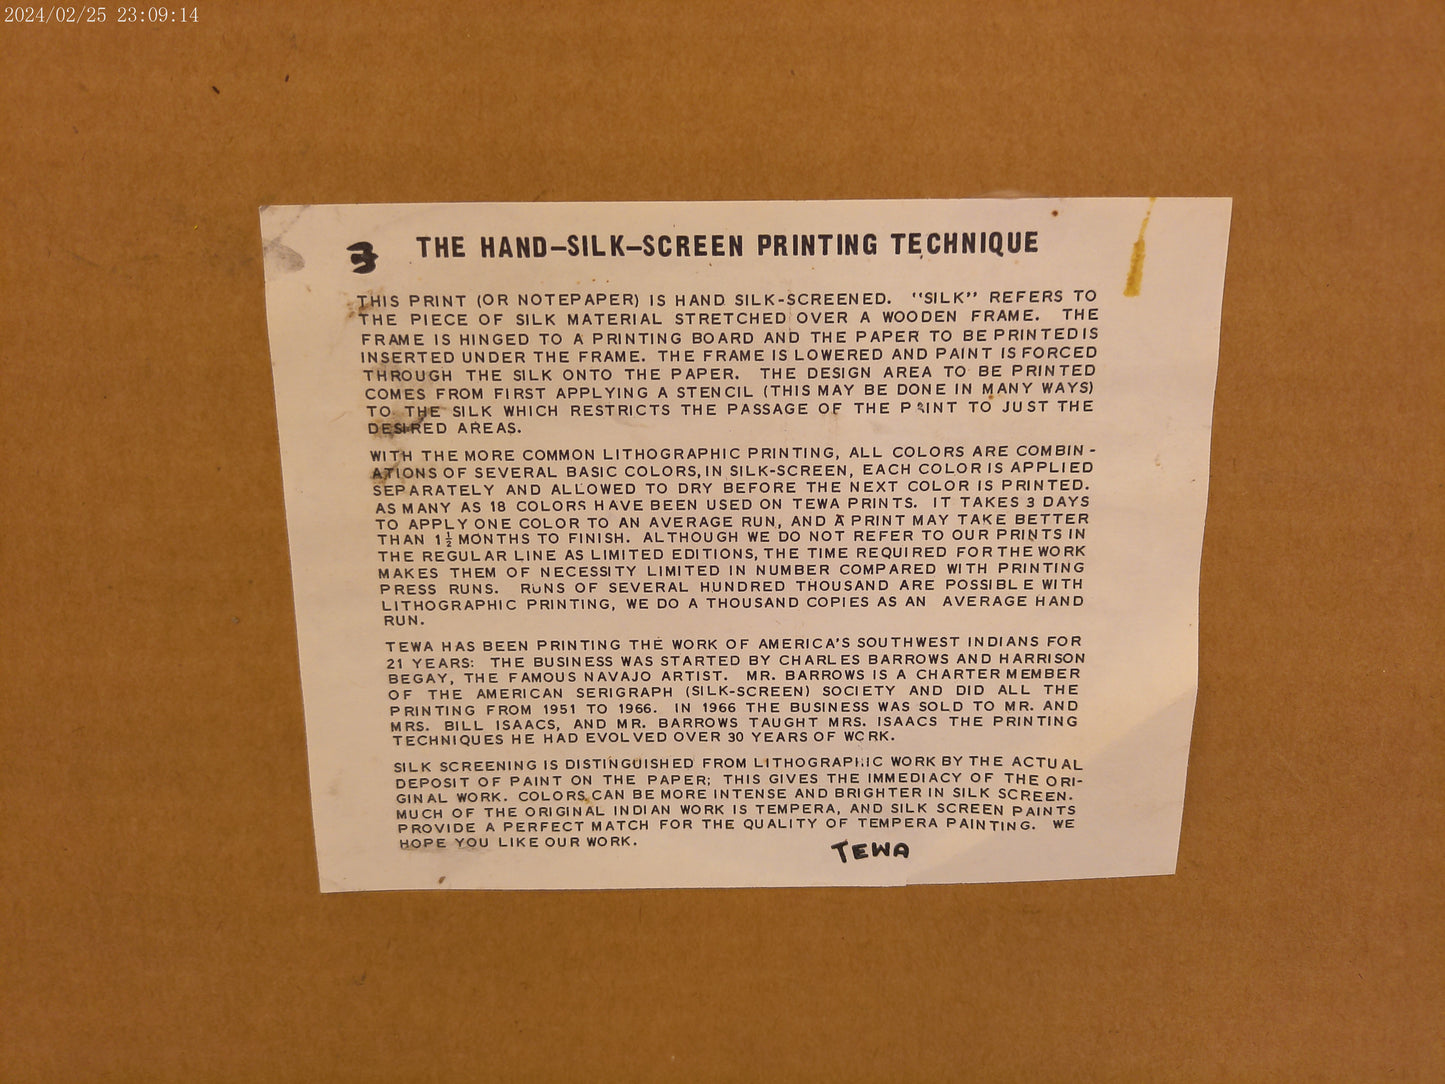 2024/02/25 23:09:14
3 THE HAND-SILK-SCREEN PRINTING TECHNIQUE
THIS PRINT (OR NOTEPAPER) IS HAND SILK-SCREENED. "SILK" REFERS TO
THE PIECE OF SILK MATERIAL STRETCHED OVER A WOODEN FRAME. THE
FRAME IS HINGED TO A PRINTING BOARD AND THE PAPER TO BE PRINTED IS
INSERTED UNDER THE FRAME. THE FRAME IS LOWERED AND PAINT IS FORCED
THROUGH THE SILK ONTO THE PAPER. THE DESIGN AREA TO BE PRINTED
COMES FROM FIRST APPLYING A STENCIL (THIS MAY BE DONE IN MANY WAYS)
TO THE SILK WHICH RESTRICTS THE PASSAGE OF THE PAINT TO JUST THE
DESIRED AREAS.
WITH THE MORE COMMON LITHOGRAPHIC PRINTING, ALL COLORS ARE COMBIN-
ATIONS OF SEVERAL BASIC COLORS, IN SILK-SCREEN, EACH COLOR IS APPLIED
SEPARATELY AND ALLOWED TO DRY BEFORE THE NEXT COLOR IS PRINTED.
AS MANY AS 18 COLORS HAVE BEEN USED ON TEWA PRINTS. IT TAKES 3 DAYS
TO APPLY ONE COLOR TO AN AVERAGE RUN, AND A PRINT MAY TAKE BETTER
THAN 1½ MONTHS TO FINISH. ALTHOUGH WE DO NOT REFER TO OUR PRINTS IN
THE REGULAR LINE AS LIMITED EDITIONS, THE TIME REQUIRED FOR THE WORK
MAKES THEM OF NECESSITY LIMITED IN NUMBER COMPARED WITH PRINTING
PRESS RUNS. RUNS OF SEVERAL HUNDRED THOUSAND ARE POSSIBLE WITH
LITHOGRAPHIC PRINTING, WE DO A THOUSAND COPIES AS AN AVERAGE HAND
RUN.
TEWA HAS BEEN PRINTING THE WORK OF AMERICA'S SOUTHWEST INDIANS FOR
21 YEARS: THE BUSINESS WAS STARTED BY CHARLES BARROWS AND HARRISON
BEGAY, THE FAMOUS NAVAJO ARTIST. MR. BARROWS IS A CHARTER MEMBER
OF THE AMERICAN SERIGRAPH (SILK-SCREEN) SOCIETY AND DID ALL THE
PRINTING FROM 1951 TO 1966. IN 1966 THE BUSINESS WAS SOLD TO MR. AND
MRS. BILL ISAACS, AND MR. BARROWS TAUGHT MRS. ISAACS THE PRINTING
TECHNIQUES HE HAD EVOLVED OVER 30 YEARS OF WORK.
SILK SCREENING IS DISTINGUISHED FROM LITHOGRAPHIC WORK BY THE ACTUAL
DEPOSIT OF PAINT ON THE PAPER; THIS GIVES THE IMMEDIACY OF THE ORI-
GINAL WORK. COLORS CAN BE MORE INTENSE AND BRIGHTER IN SILK SCREEN.
MUCH OF THE ORIGINAL INDIAN WORK IS TEMPERA, AND SILK SCREEN PAINTS
PROVIDE A PERFECT MATCH FOR THE QUALITY OF TEMPERA PAINTING. WE
HOPE YOU LIKE OUR WORK.
TEWA